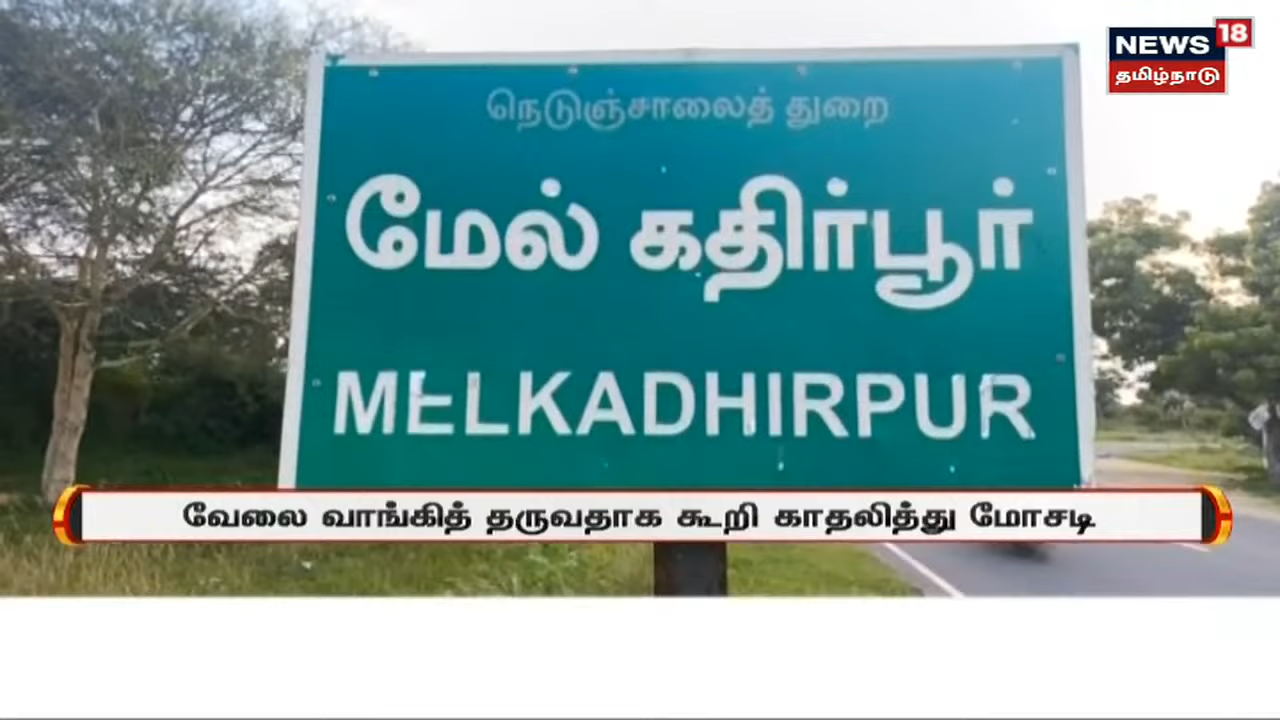 NEWS 18
தமிழ்நாடு
நெடுஞ்சாலைத் துறை
மேல் கதிர்பூர்
MELKADHIRPUR
வேலை வாங்கித் தருவதாக கூறி காதலித்து மோசடி